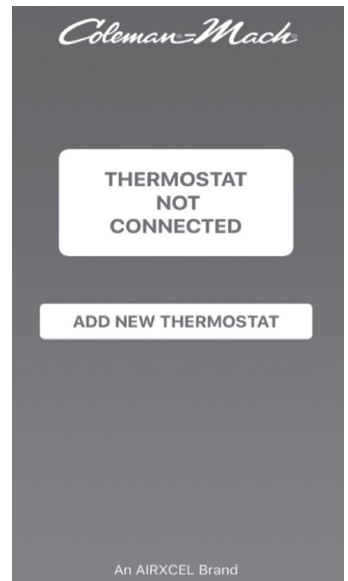 Coleman-Mach
THERMOSTAT
NOT
CONNECTED
ADD NEW THERMOSTAT
An AIRXCEL Brand